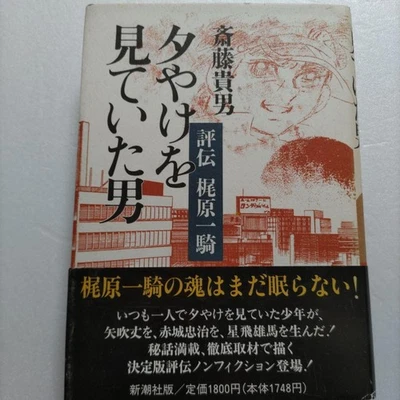 斎藤貴男
夕やけを
見ていた男
評伝 梶原一騎
梶原一騎の魂はまだ眠らない!
いつも一人で夕やけを見ていた少年が、
矢吹丈を、赤城忠治を、星飛雄馬を生んだ!
秘話満載、徹底取材で描く
決定版評伝ノンフィクション登場!
新潮社版/定価1800円(本体1748円)